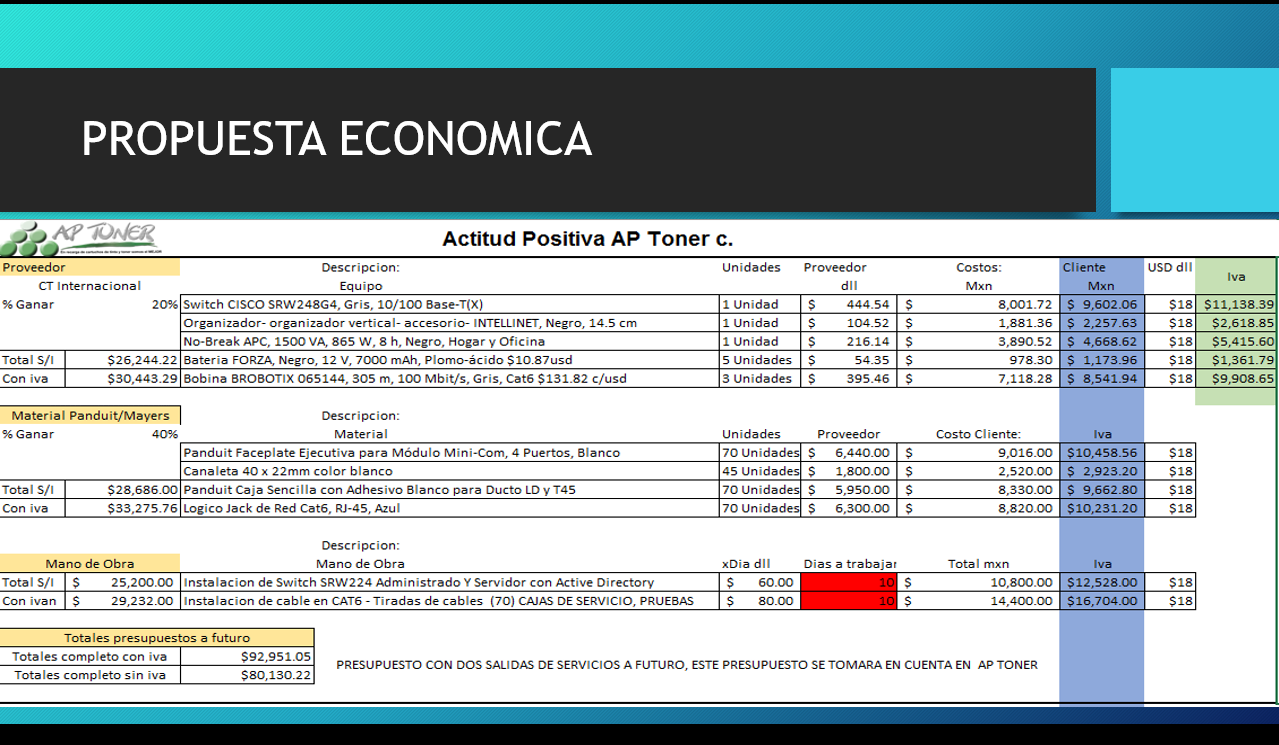 PROPUESTA ECONOMICA
AP TONER
Actitud Positiva AP Toner c.
Proveedor Descripcion: Unidades Proveedor Costos: Cliente USD dll Iva
CT Internacional Equipo dll Mxn Mxn
% Ganar 20% Switch CISCO SRW248G4, Gris, 10/100 Base-T(X) 1 Unidad $ 444.54 $ 8,001.72 $ 9,602.06 $18 $11,138.39
Organizador- organizador vertical- accesorio- INTELLINET, Negro, 14.5 cm 1 Unidad $ 104.52 $ 1,881.36 $ 2,257.63 $18 $2,618.85
No-Break APC, 1500 VA, 865 W, 8 h, Negro, Hogar y Oficina 1 Unidad $ 216.14 $ 3,890.52 $ 4,668.62 $18 $5,415.60
Total S/I $26,244.22 Bateria FORZA, Negro, 12 V, 7000 mAh, Plomo-ácido $10.87usd 5 Unidades $ 54.35 $ 978.30 $ 1,173.96 $18 $1,361.79
Con iva $30,443.29 Bobina BROBOTIX 065144, 305 m, 100 Mbit/s, Gris, Cat6 $131.82 c/usd 3 Unidades $ 395.46 $ 7,118.28 $ 8,541.94 $18 $9,908.65
Material Panduit/Mayers Descripcion:
% Ganar 40% Material Unidades Proveedor Costo Cliente: Iva
Panduit Faceplate Ejecutiva para Módulo Mini-Com, 4 Puertos, Blanco 70 Unidades $ 6,440.00 $ 9,016.00 $10,458.56 $18
Canaleta 40 x 22mm color blanco 45 Unidades $ 1,800.00 $ 2,520.00 $ 2,923.20 $18
Total S/I $28,686.00 Panduit Caja Sencilla con Adhesivo Blanco para Ducto LD y T45 70 Unidades $ 5,950.00 $ 8,330.00 $ 9,662.80 $18
Con iva $33,275.76 Logico Jack de Red Cat6, RJ-45, Azul 70 Unidades $ 6,300.00 $ 8,820.00 $10,231.20 $18
Descripcion:
Mano de Obra Mano de Obra xDia dll Dias a trabajar Total mxn Iva
Total S/I $ 25,200.00 Instalacion de Switch SRW224 Administrado Y Servidor con Active Directory $ 60.00 10 $ 10,800.00 $12,528.00 $18
Con ivan $ 29,232.00 Instalacion de cable en CAT6 - Tiradas de cables (70) CAJAS DE SERVICIO, PRUEBAS $ 80.00 10 $ 14,400.00 $16,704.00 $18
Totales presupuestos a futuro
Totales completo con iva $92,951.05
PRESUPUESTO CON DOS SALIDAS DE SERVICIOS A FUTURO, ESTE PRESUPUESTO SE TOMARA EN CUENTA EN AP TONER
Totales completo sin iva $80,130.22